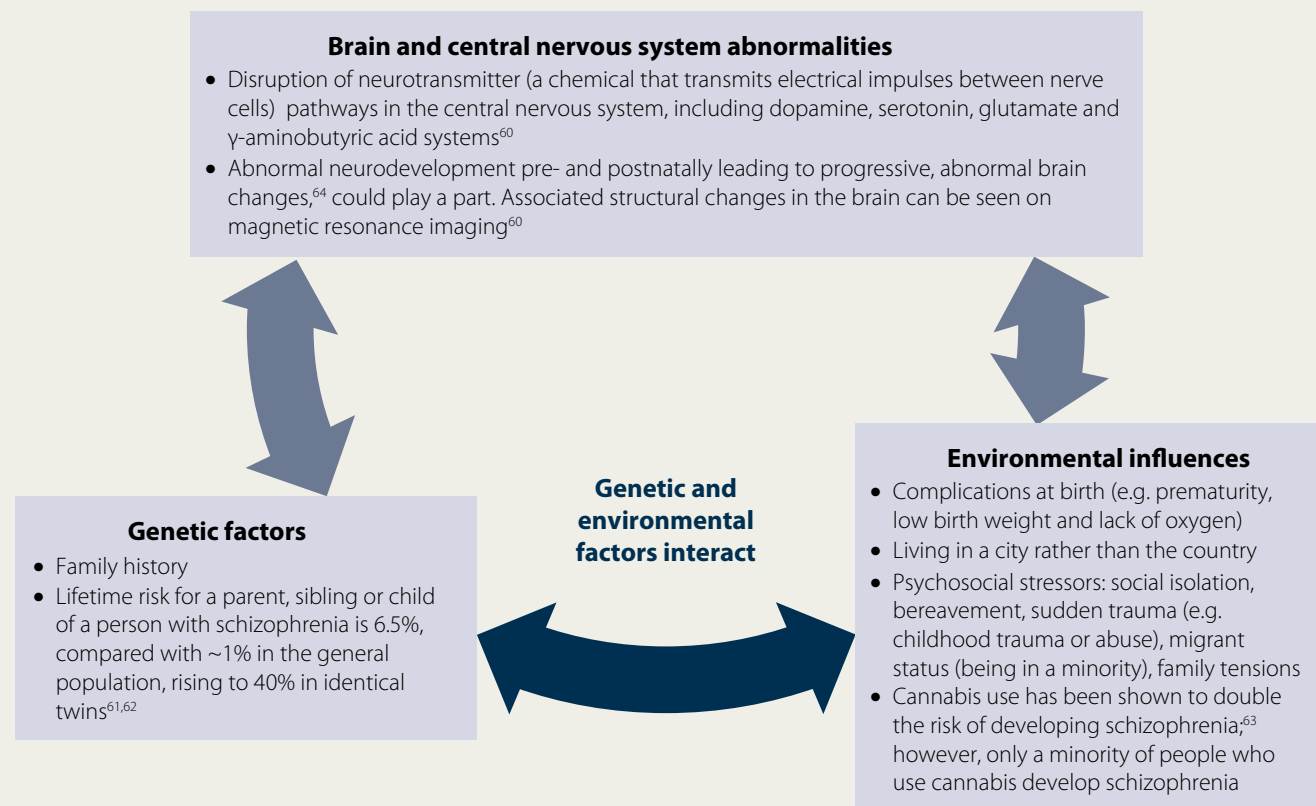 Brain and central nervous system abnormalities
• Disruption of neurotransmitter (a chemical that transmits electrical impulses between nerve
cells)  pathways in the central nervous system, including dopamine, serotonin, glutamate and
γ-aminobutyric acid systems60
• Abnormal neurodevelopment pre- and postnatally leading to progressive, abnormal brain
changes,64 could play a part. Associated structural changes in the brain can be seen on
magnetic resonance imaging60
Genetic factors
• Family history
• Lifetime risk for a parent, sibling or child
of a person with schizophrenia is 6.5%,
compared with ~1% in the general
population, rising to 40% in identical
twins61,62
Genetic and
environmental
factors interact
Environmental influences
• Complications at birth (e.g. prematurity,
low birth weight and lack of oxygen)
• Living in a city rather than the country
• Psychosocial stressors: social isolation,
bereavement, sudden trauma (e.g.
childhood trauma or abuse), migrant
status (being in a minority), family tensions
• Cannabis use has been shown to double
the risk of developing schizophrenia;63
however, only a minority of people who
use cannabis develop schizophrenia